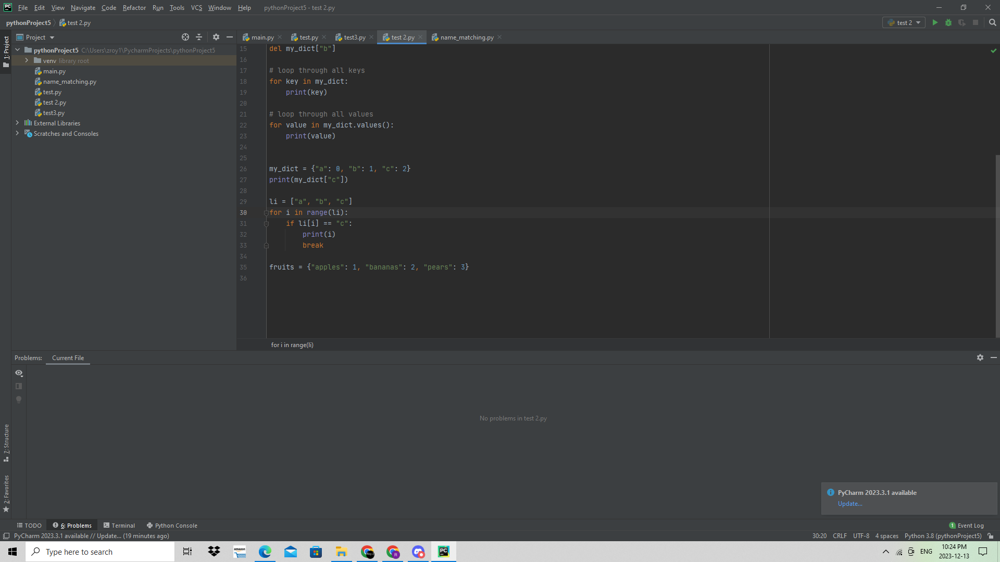 PC File Edit View Navigate Code Refactor Run Tools VCS Window Help pythonProject5 - test 2.py
pythonProject5 test 2.py test 2
1: Project
Project
main.py test.py test3.py test 2.py name_matching.py
pythonProject5 C:\Users\zroy1\PycharmProjects\pythonProject5
venv library root
main.py
name_matching.py
test.py
test 2.py
test3.py
External Libraries
Scratches and Consoles
15 del my_dict["b"]
16
17 # loop through all keys
18 for key in my_dict:
19 print(key)
20
21 # loop through all values
22 for value in my_dict.values():
23 print(value)
24
25
26 my_dict = {"a": 0, "b": 1, "c": 2}
27 print(my_dict["c"])
28
29 li = ["a", "b", "c"]
30 for i in range(li):
31 if li[i] == "c":
32 print(i)
33 break
34
35 fruits = {"apples": 1, "bananas": 2, "pears": 3}
36
for i in range(li)
Problems: Current File
No problems in test 2.py
7: Structure
2: Favorites
PyCharm 2023.3.1 available
Update...
TODO 6: Problems Terminal Python Console 1 Event Log
PyCharm 2023.3.1 available // Update... (19 minutes ago) 30:20 CRLF UTF-8 4 spaces Python 3.8 (pythonProject5)
Type here to search amazon R PC ENG 10:24 PM
2023-12-13